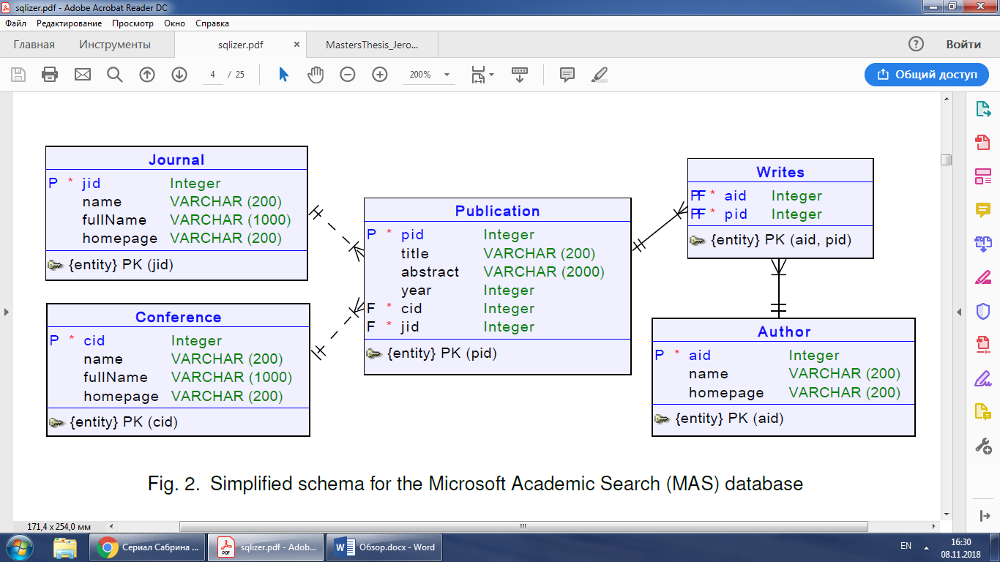 sqlizer.pdf - Adobe Acrobat Reader DC
Файл Редактирование Просмотр Окно Справка
Главная Инструменты sqlizer.pdf × MastersThesis_Jero... Войти
4 / 25 200% Общий доступ
Journal
P * jid Integer
name VARCHAR (200)
fullName VARCHAR (1000)
homepage VARCHAR (200)
{entity} PK (jid)
Conference
P * cid Integer
name VARCHAR (200)
fullName VARCHAR (1000)
homepage VARCHAR (200)
{entity} PK (cid)
Publication
P * pid Integer
title VARCHAR (200)
abstract VARCHAR (2000)
year Integer
F * cid Integer
F * jid Integer
{entity} PK (pid)
Writes
PF * aid Integer
PF * pid Integer
{entity} PK (aid, pid)
Author
P * aid Integer
name VARCHAR (200)
homepage VARCHAR (200)
{entity} PK (aid)
Fig. 2. Simplified schema for the Microsoft Academic Search (MAS) database
171,4 x 254,0 мм
Сериал Сабрина ... sqlizer.pdf - Adob... Обзор.docx - Word EN 16:30
08.11.2018